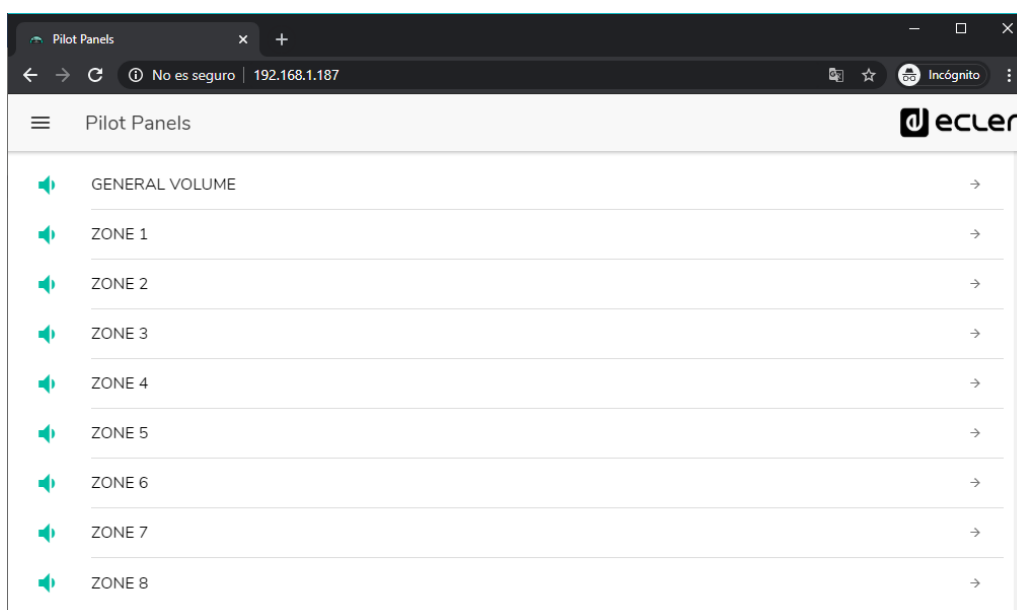 Pilot Panels
No es seguro | 192.168.1.187 Incógnito
Pilot Panels ecler
GENERAL VOLUME
ZONE 1
ZONE 2
ZONE 3
ZONE 4
ZONE 5
ZONE 6
ZONE 7
ZONE 8